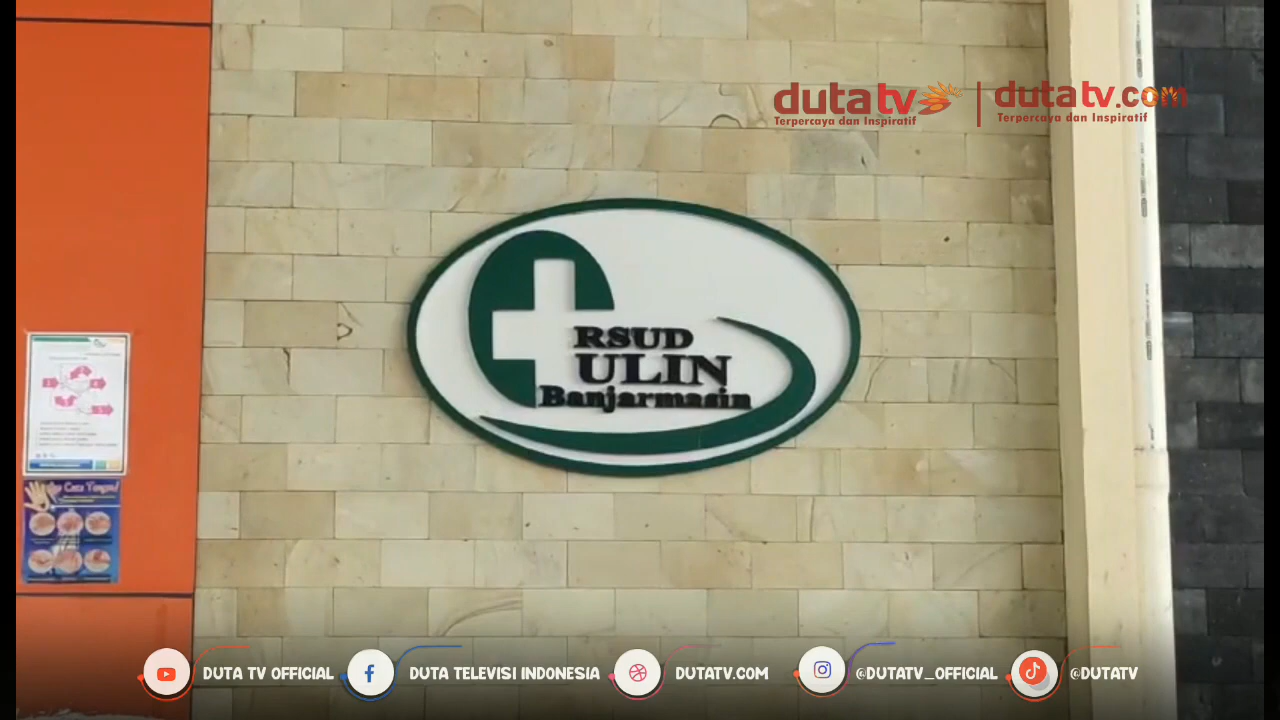 dutatv
Terpercaya dan Inspiratif
dutatv.com
Terpercaya dan Inspiratif
RSUD
ULIN
Banjarmasin
DUTA TV OFFICIAL
DUTA TELEVISI INDONESIA
DUTATV.COM
@DUTATV_OFFICIAL
@DUTATV